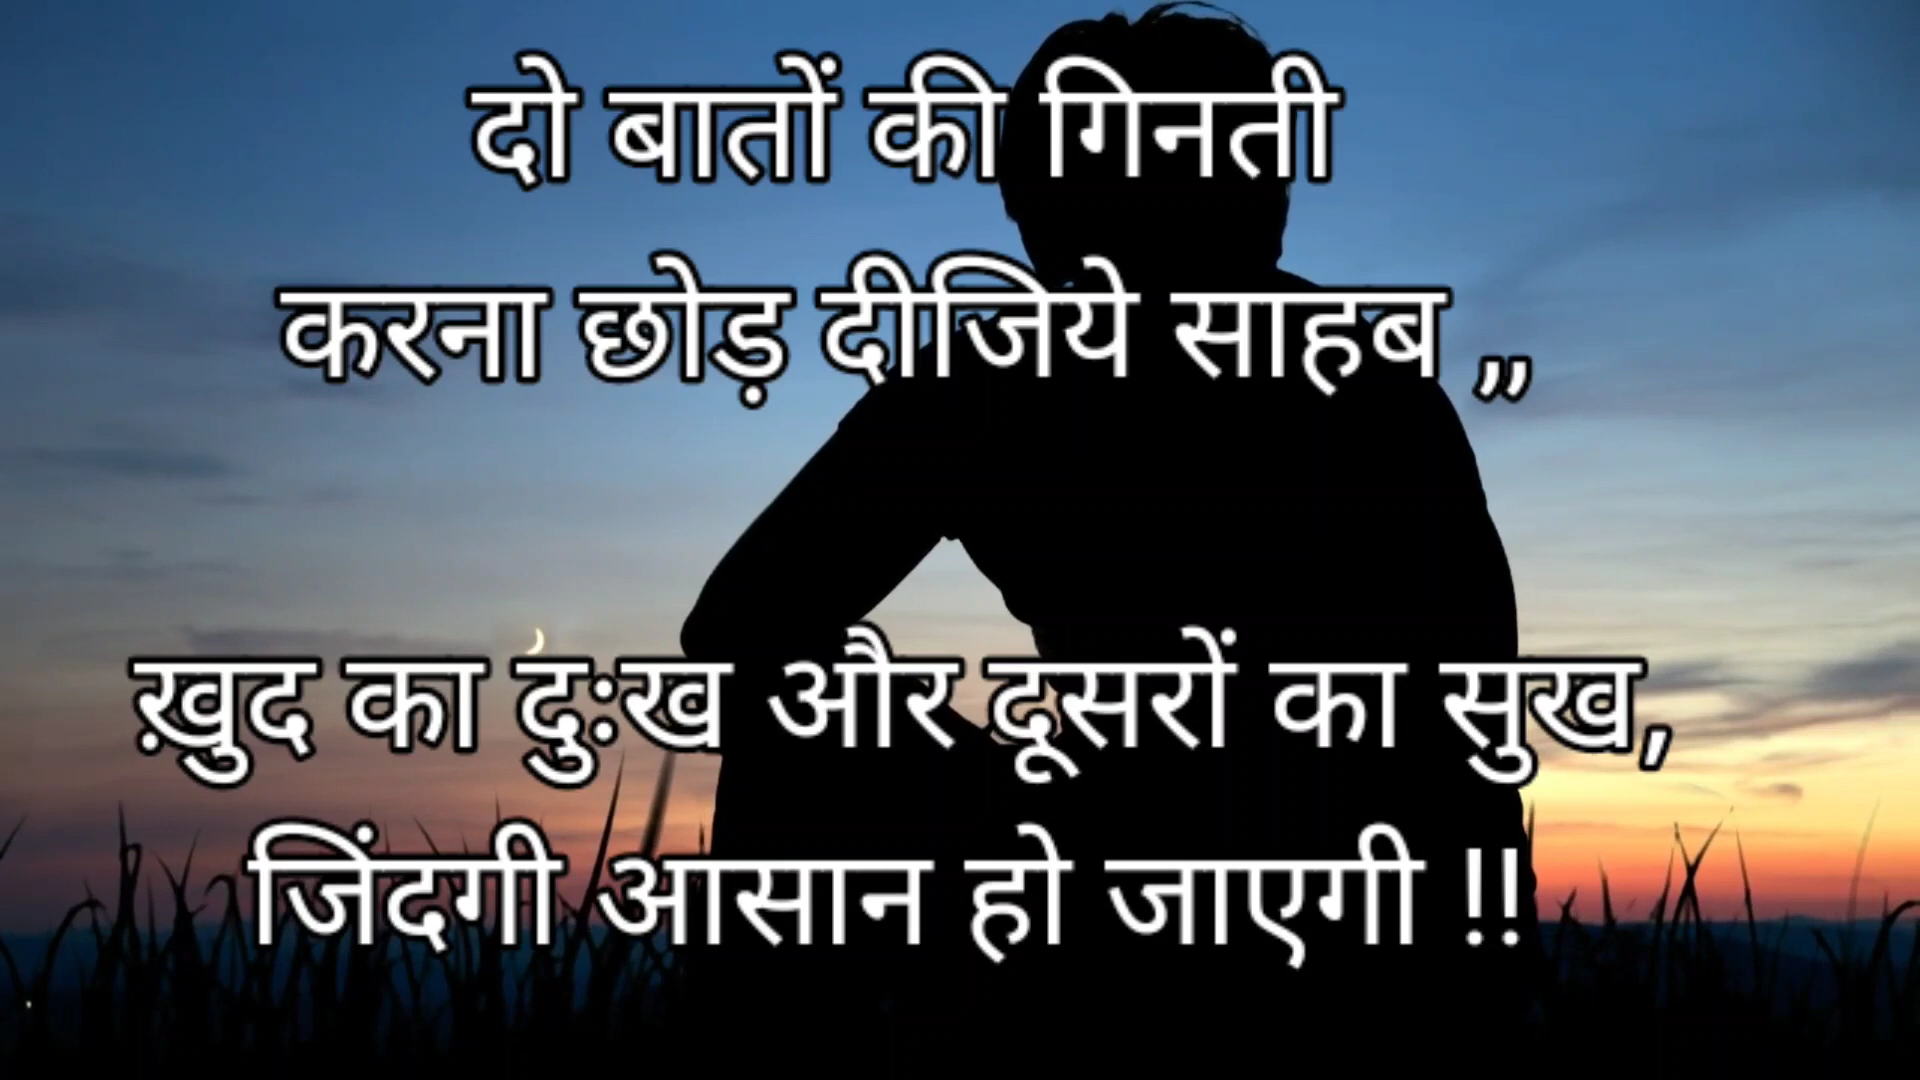 दो बातों की गिनती
करना छोड़ दीजिये साहब ,,
ख़ुद का दुःख और दूसरों का सुख,
जिंदगी आसान हो जाएगी !!